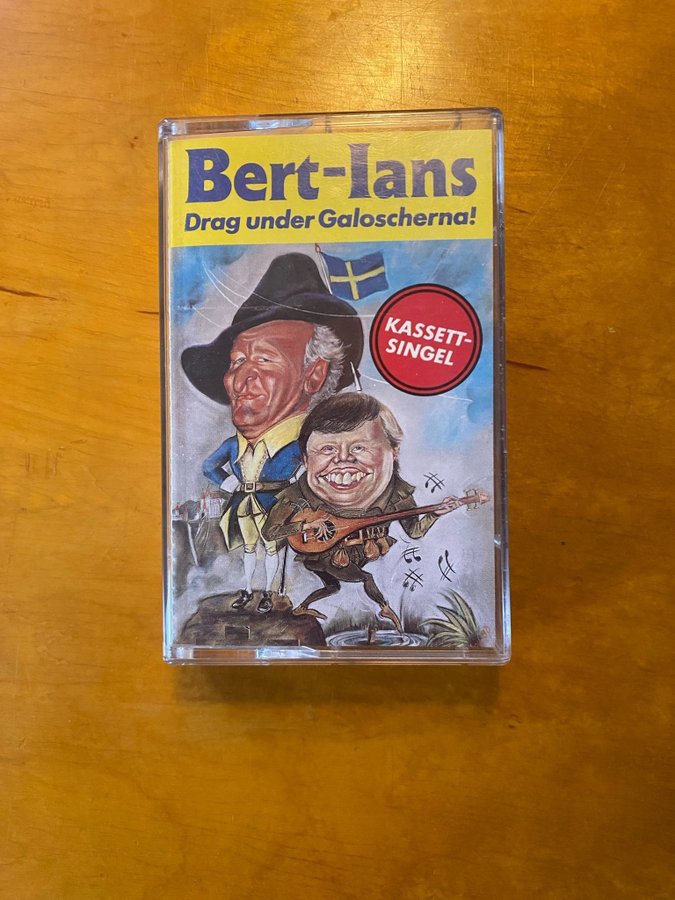 Bert-Ians
Drag under Galoscherna!
KASSETT-
SINGEL